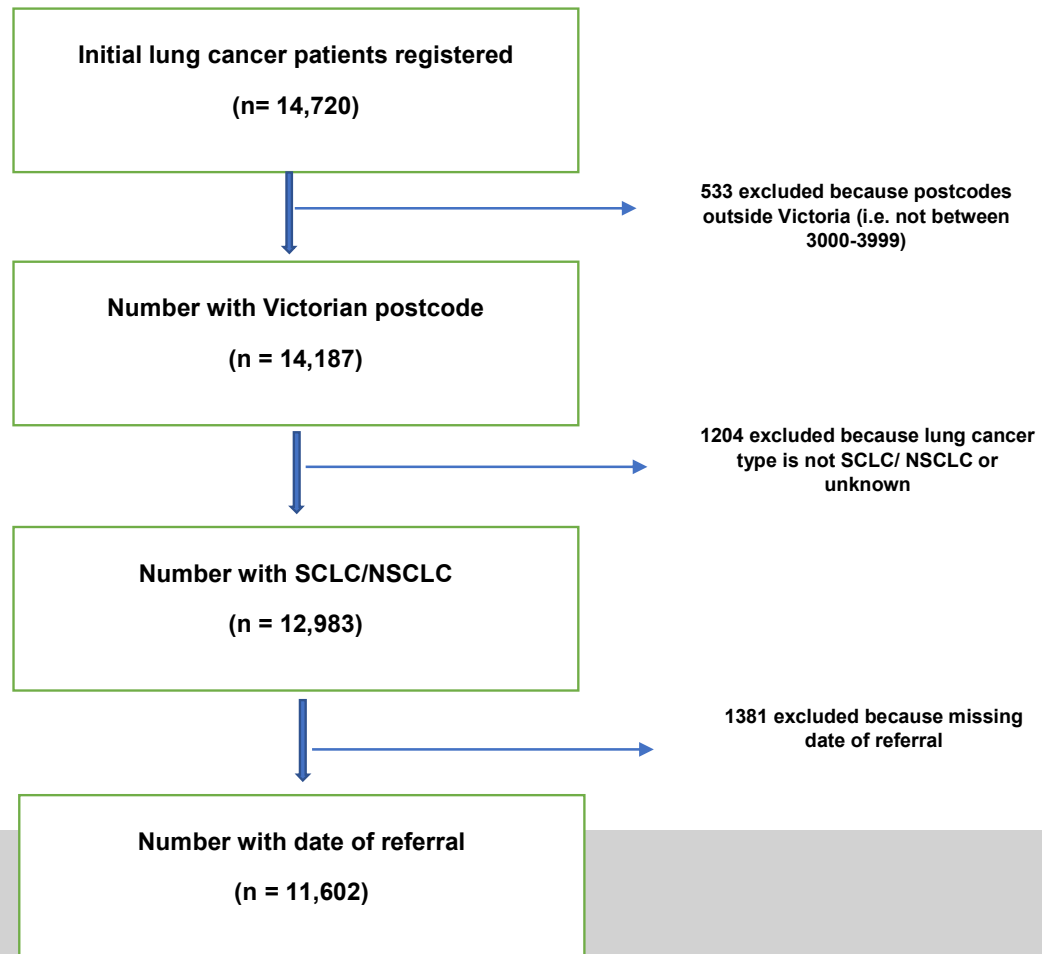 Initial lung cancer patients registered
(n= 14,720)
533 excluded because postcodes
outside Victoria (i.e. not between
3000-3999)
Number with Victorian postcode
(n = 14,187)
1204 excluded because lung cancer
type is not SCLC/ NSCLC or
unknown
Number with SCLC/NSCLC
(n = 12,983)
1381 excluded because missing
date of referral
Number with date of referral
(n = 11,602)